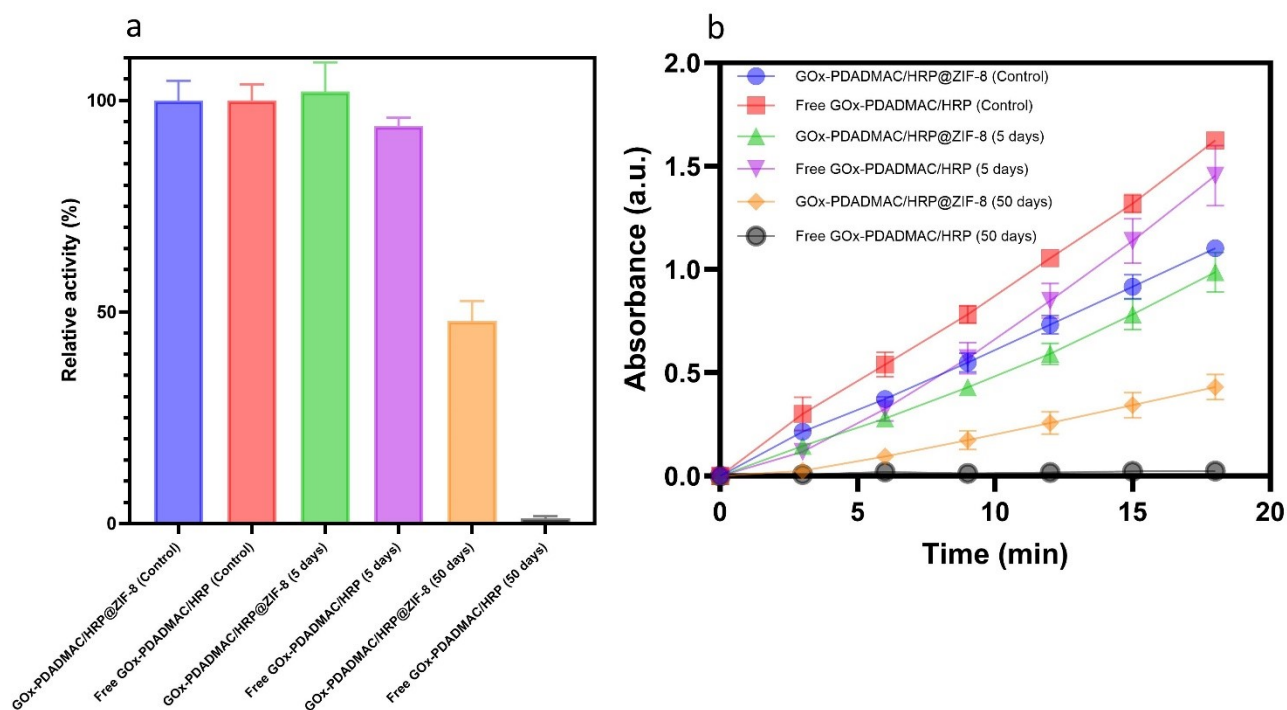 a
Relative activity (%)
100
50
0
GOx-PDADMAC/HRP@ZIF-8 (Control)
Free GOx-PDADMAC/HRP (Control)
GOx-PDADMAC/HRP@ZIF-8 (5 days)
Free GOx-PDADMAC/HRP (5 days)
GOx-PDADMAC/HRP@ZIF-8 (50 days)
Free GOx-PDADMAC/HRP (50 days)
b
Absorbance (a.u.)
2.0
1.5
1.0
0.5
0.0
GOx-PDADMAC/HRP@ZIF-8 (Control)
Free GOx-PDADMAC/HRP (Control)
GOx-PDADMAC/HRP@ZIF-8 (5 days)
Free GOx-PDADMAC/HRP (5 days)
GOx-PDADMAC/HRP@ZIF-8 (50 days)
Free GOx-PDADMAC/HRP (50 days)
0 5 10 15 20
Time (min)